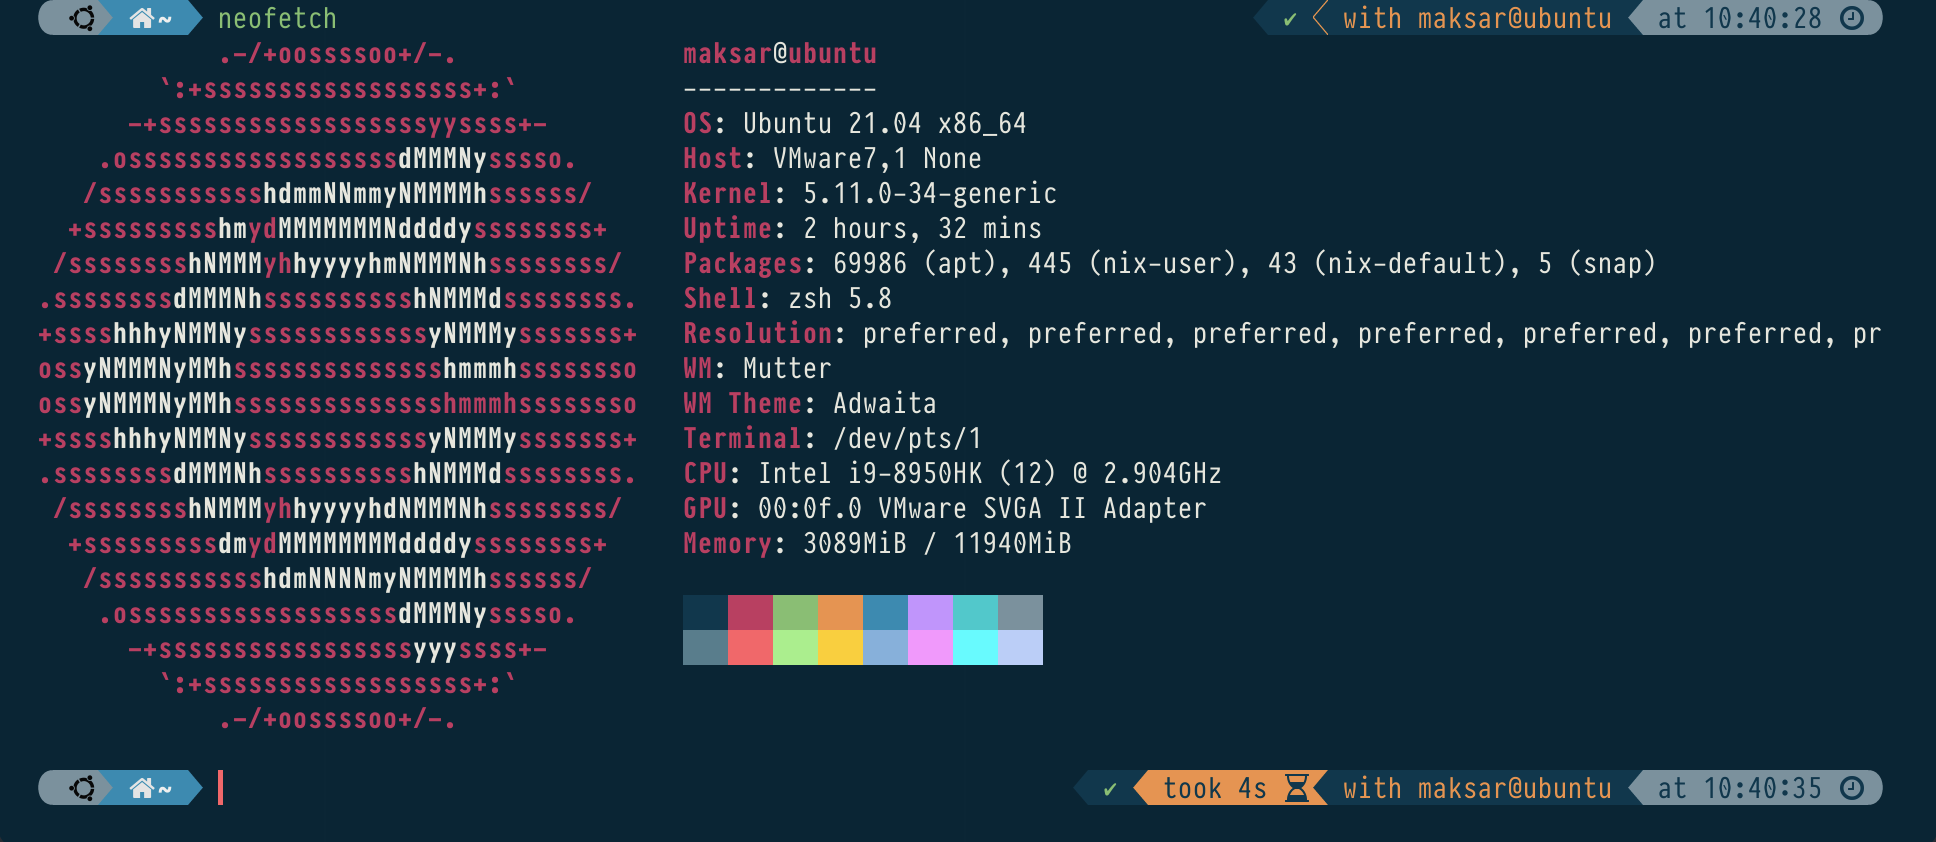 ~ neofetch ✔ with maksar@ubuntu at 10:40:28
.-/+oossssoo+/-. maksar@ubuntu
`:+ssssssssssssssssss+:` -------------
-+ssssssssssssssssssyyssss+- OS: Ubuntu 21.04 x86_64
.ossssssssssssssssssdMMMNysssso. Host: VMware7,1 None
/ssssssssssshdmmNNmmyNMMMMhssssss/ Kernel: 5.11.0-34-generic
+ssssssssshmydMMMMMMMNddddyssssssss+ Uptime: 2 hours, 32 mins
/sssssssshNMMMyhhyyyyhmNMMMNhssssssss/ Packages: 69986 (apt), 445 (nix-user), 43 (nix-default), 5 (snap)
.ssssssssdMMMNhsssssssssshNMMMdssssssss. Shell: zsh 5.8
+sssshhhyNMMNyssssssssssssyNMMMysssssss+ Resolution: preferred, preferred, preferred, preferred, preferred, preferred, pr
ossyNMMMNyMMhsssssssssssssshmmmhssssssso WM: Mutter
ossyNMMMNyMMhsssssssssssssshmmmhssssssso WM Theme: Adwaita
+sssshhhyNMMNyssssssssssssyNMMMysssssss+ Terminal: /dev/pts/1
.ssssssssdMMMNhsssssssssshNMMMdssssssss. CPU: Intel i9-8950HK (12) @ 2.904GHz
/sssssssshNMMMyhhyyyyhdNMMMNhssssssss/ GPU: 00:0f.0 VMware SVGA II Adapter
+sssssssssdmydMMMMMMMMddddyssssssss+ Memory: 3089MiB / 11940MiB
/ssssssssssshdmNNNNmyNMMMMhssssss/
.ossssssssssssssssssdMMMNysssso.
-+sssssssssssssssssyyyssss+-
`:+ssssssssssssssssss+:`
.-/+oossssoo+/-.
~ ✔ took 4s with maksar@ubuntu at 10:40:35